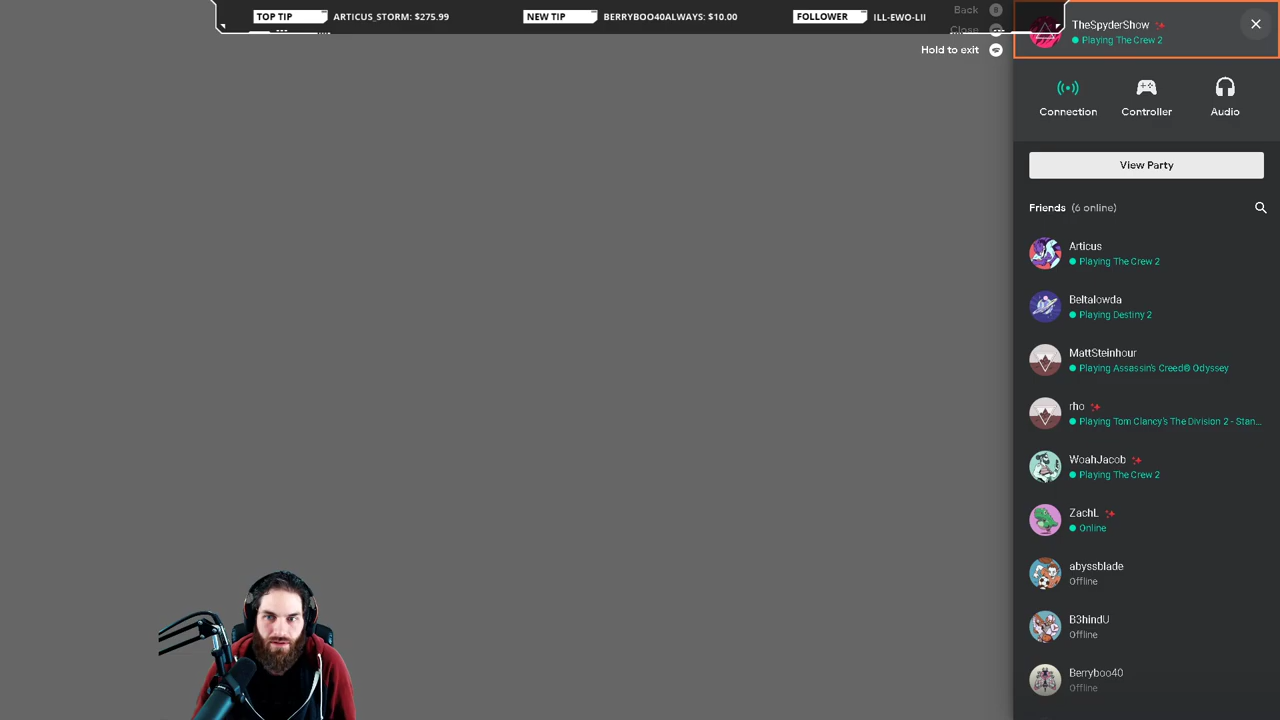 TOP TIP
ARTICUS_STORM: $275.99
NEW TIP
BERRYBOO40ALWAYS: $10.00
FOLLOWER
ILL-EWO-LII
Back
Close
Hold to exit
TheSpyderShow
Playing The Crew 2
Connection
Controller
Audio
View Party
Friends (6 online)
Articus
Playing The Crew 2
Beltalowda
Playing Destiny 2
MattSteinhour
Playing Assassin's Creed® Odyssey
rho
Playing Tom Clancy's The Division 2 - Stan...
WoahJacob
Playing The Crew 2
ZachL
Online
abyssblade
Offline
B3hindU
Offline
Berryboo40
Offline